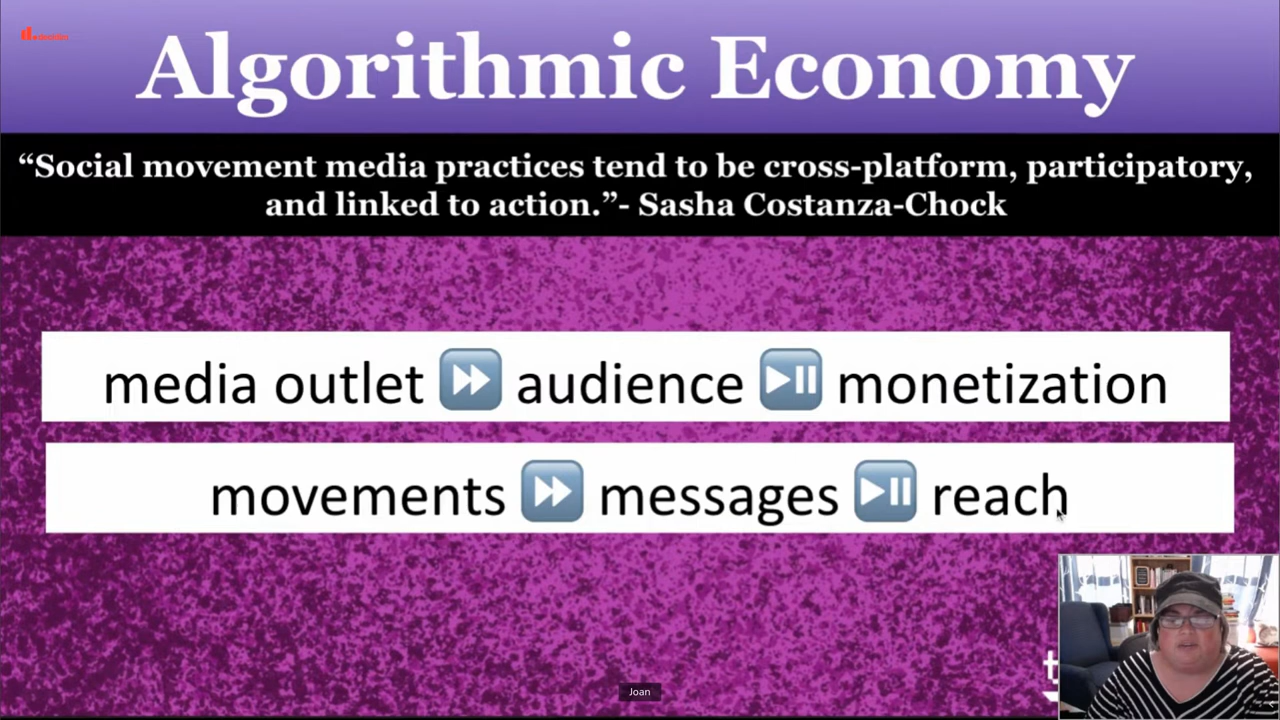 Algorithmic Economy
“Social movement media practices tend to be cross-platform, participatory,
and linked to action.”- Sasha Costanza-Chock
media outlet ⏩ audience ⏯ monetization
movements ⏩ messages ⏯ reach
Joan